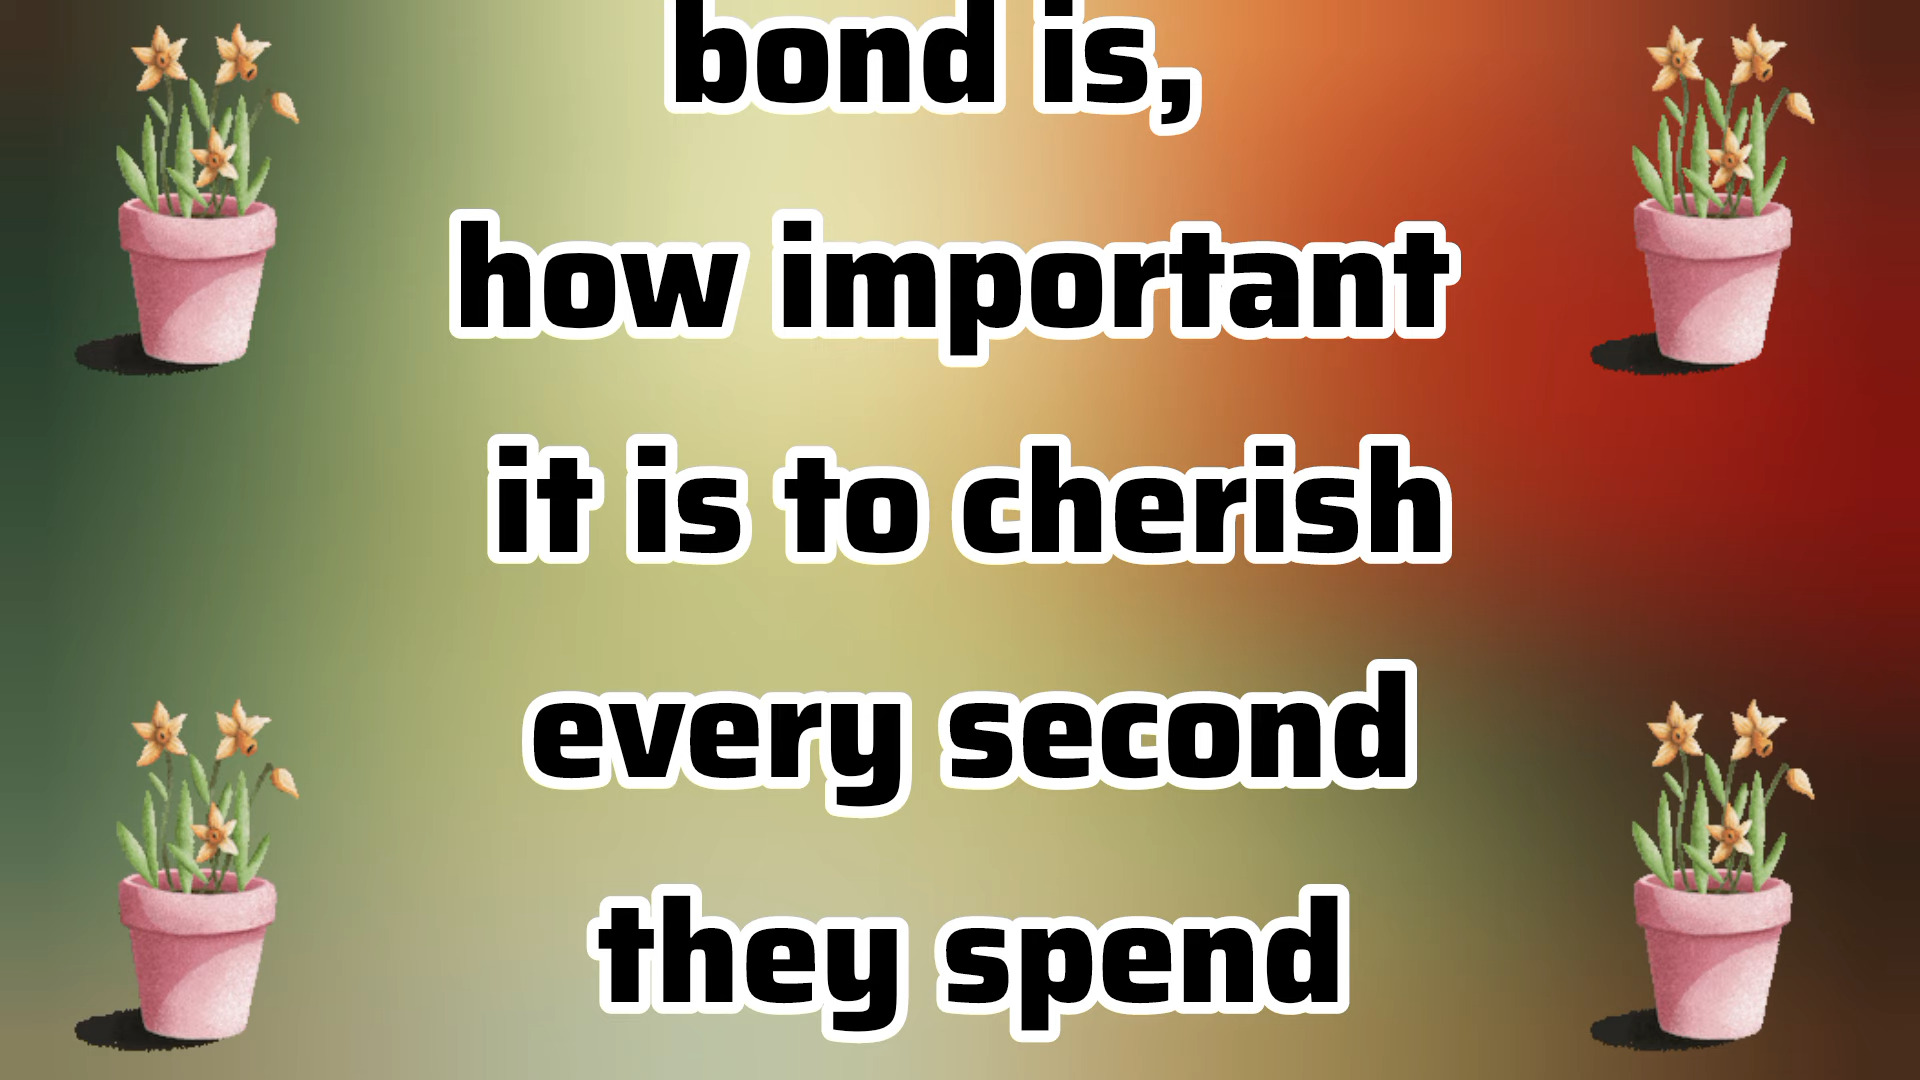 bond is,
how important
it is to cherish
every second
they spend